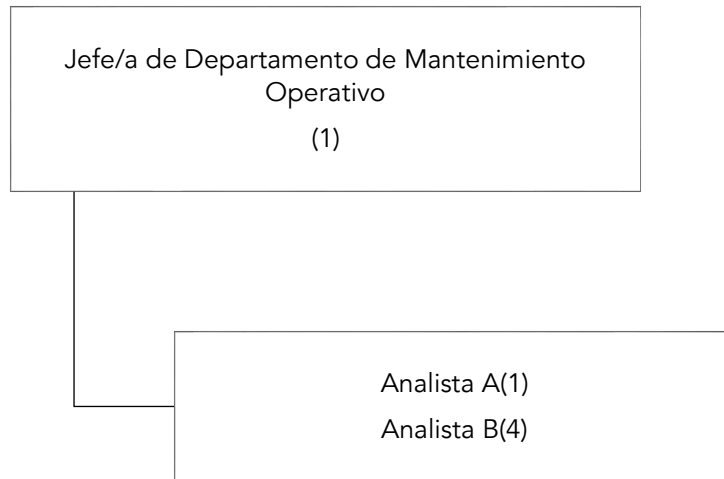 Jefe/a de Departamento de Mantenimiento
Operativo
(1)
Analista A(1)
Analista B(4)